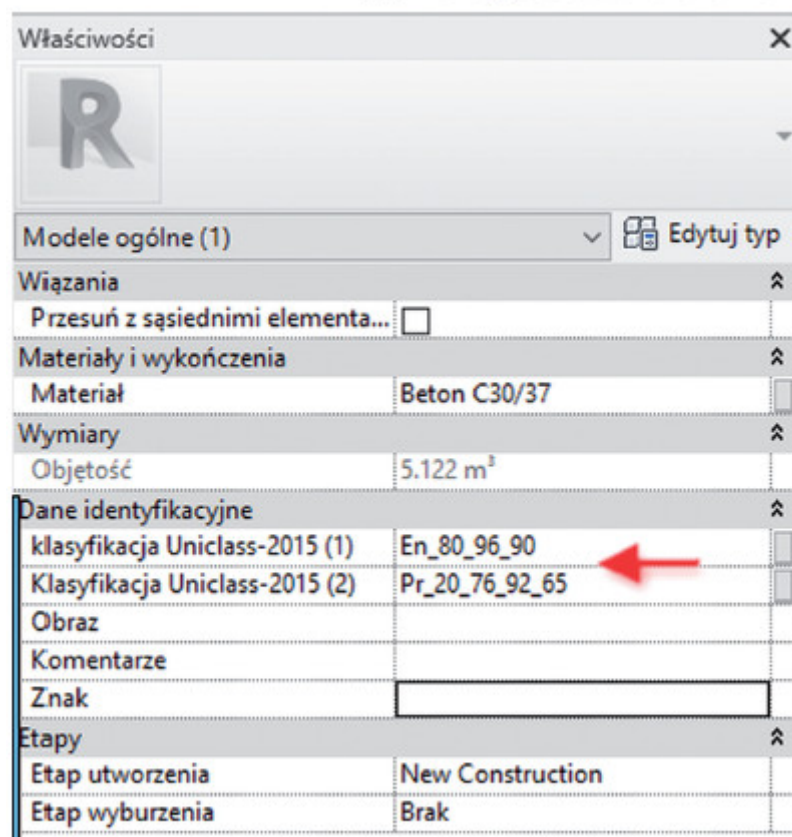 Właściwości
R
Modele ogólne (1) Edytuj typ
Wiązania
Przesuń z sąsiednimi elementa...
Materiały i wykończenia
Materiał Beton C30/37
Wymiary
Objętość 5.122 m³
Dane identyfikacyjne
klasyfikacja Uniclass-2015 (1) En_80_96_90
Klasyfikacja Uniclass-2015 (2) Pr_20_76_92_65
Obraz
Komentarze
Znak
Etapy
Etap utworzenia New Construction
Etap wyburzenia Brak